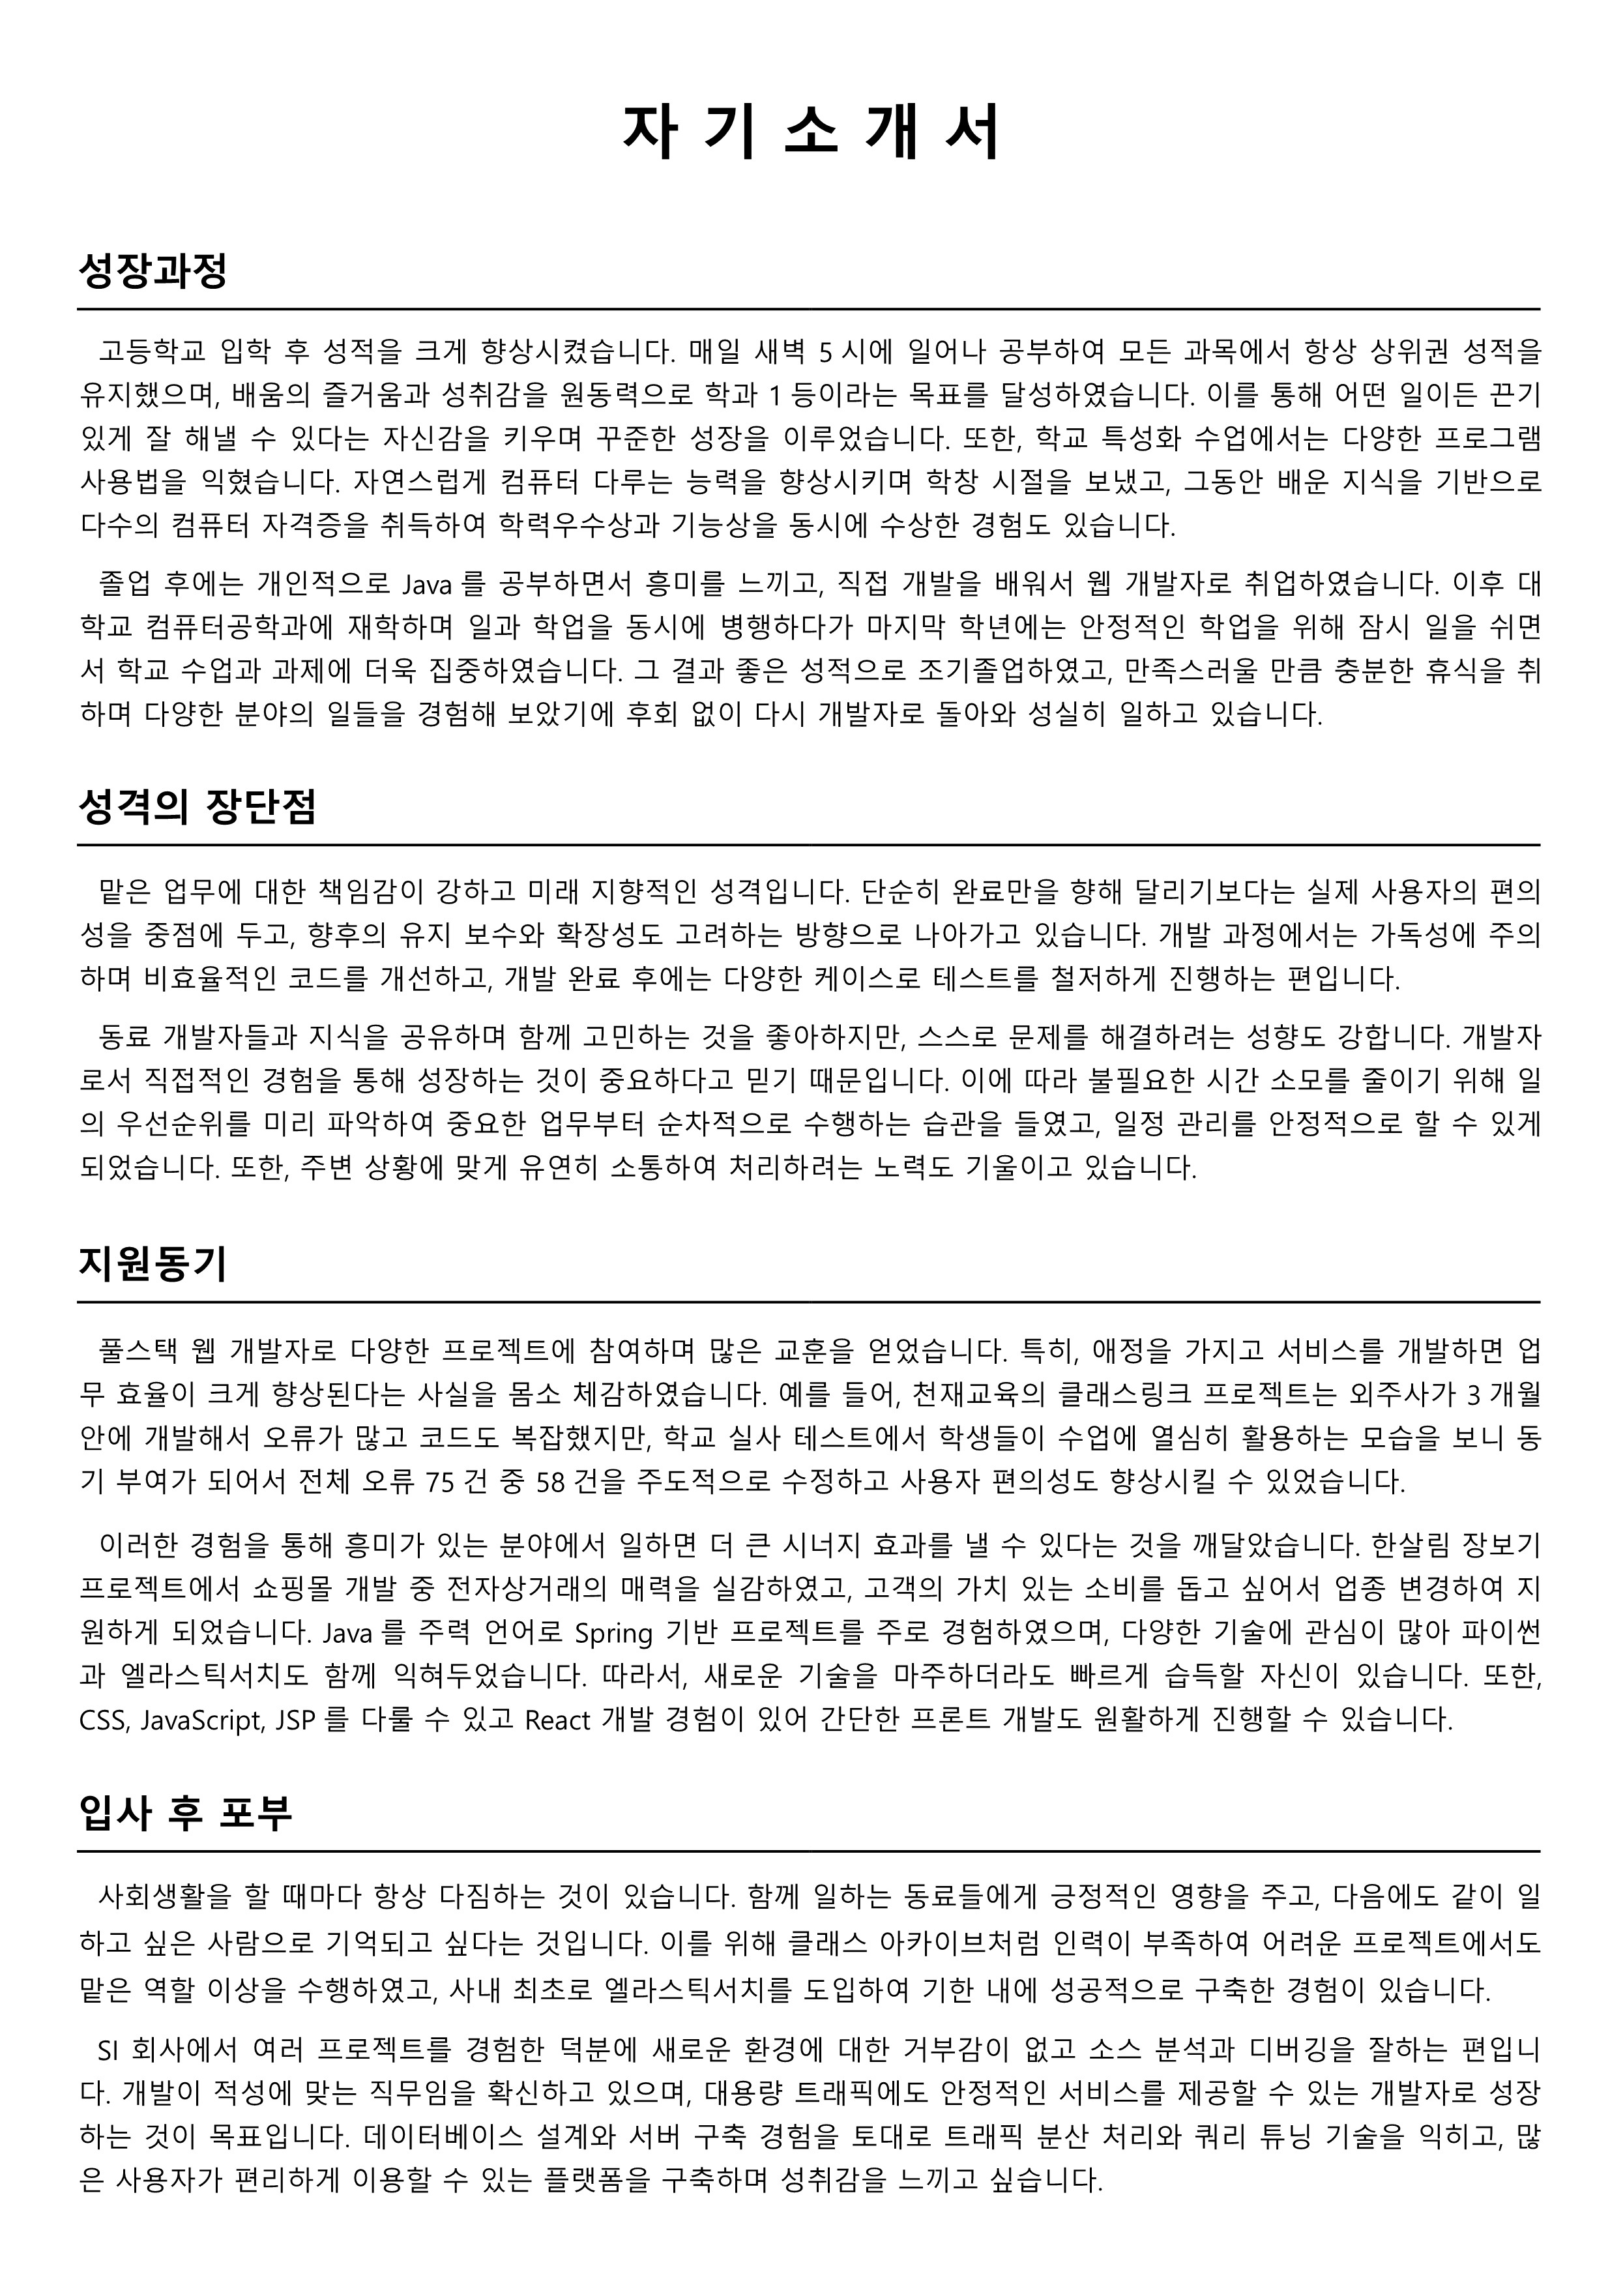 자 기 소 개 서
성장과정
고등학교 입학 후 성적을 크게 향상시켰습니다. 매일 새벽 5시에 일어나 공부하여 모든 과목에서 항상 상위권 성적을
유지했으며, 배움의 즐거움과 성취감을 원동력으로 학과 1등이라는 목표를 달성하였습니다. 이를 통해 어떤 일이든 끈기
있게 잘 해낼 수 있다는 자신감을 키우며 꾸준한 성장을 이루었습니다. 또한, 학교 특성화 수업에서는 다양한 프로그램
사용법을 익혔습니다. 자연스럽게 컴퓨터 다루는 능력을 향상시키며 학창 시절을 보냈고, 그동안 배운 지식을 기반으로
다수의 컴퓨터 자격증을 취득하여 학력우수상과 기능상을 동시에 수상한 경험도 있습니다.
졸업 후에는 개인적으로 Java를 공부하면서 흥미를 느끼고, 직접 개발을 배워서 웹 개발자로 취업하였습니다. 이후 대
학교 컴퓨터공학과에 재학하며 일과 학업을 동시에 병행하다가 마지막 학년에는 안정적인 학업을 위해 잠시 일을 쉬면
서 학교 수업과 과제에 더욱 집중하였습니다. 그 결과 좋은 성적으로 조기졸업하였고, 만족스러울 만큼 충분한 휴식을 취
하며 다양한 분야의 일들을 경험해 보았기에 후회 없이 다시 개발자로 돌아와 성실히 일하고 있습니다.
성격의 장단점
맡은 업무에 대한 책임감이 강하고 미래 지향적인 성격입니다. 단순히 완료만을 향해 달리기보다는 실제 사용자의 편의
성을 중점에 두고, 향후의 유지 보수와 확장성도 고려하는 방향으로 나아가고 있습니다. 개발 과정에서는 가독성에 주의
하며 비효율적인 코드를 개선하고, 개발 완료 후에는 다양한 케이스로 테스트를 철저하게 진행하는 편입니다.
동료 개발자들과 지식을 공유하며 함께 고민하는 것을 좋아하지만, 스스로 문제를 해결하려는 성향도 강합니다. 개발자
로서 직접적인 경험을 통해 성장하는 것이 중요하다고 믿기 때문입니다. 이에 따라 불필요한 시간 소모를 줄이기 위해 일
의 우선순위를 미리 파악하여 중요한 업무부터 순차적으로 수행하는 습관을 들였고, 일정 관리를 안정적으로 할 수 있게
되었습니다. 또한, 주변 상황에 맞게 유연히 소통하여 처리하려는 노력도 기울이고 있습니다.
지원동기
풀스택 웹 개발자로 다양한 프로젝트에 참여하며 많은 교훈을 얻었습니다. 특히, 애정을 가지고 서비스를 개발하면 업
무 효율이 크게 향상된다는 사실을 몸소 체감하였습니다. 예를 들어, 천재교육의 클래스링크 프로젝트는 외주사가 3개월
안에 개발해서 오류가 많고 코드도 복잡했지만, 학교 실사 테스트에서 학생들이 수업에 열심히 활용하는 모습을 보니 동
기 부여가 되어서 전체 오류 75건 중 58건을 주도적으로 수정하고 사용자 편의성도 향상시킬 수 있었습니다.
이러한 경험을 통해 흥미가 있는 분야에서 일하면 더 큰 시너지 효과를 낼 수 있다는 것을 깨달았습니다. 한살림 장보기
프로젝트에서 쇼핑몰 개발 중 전자상거래의 매력을 실감하였고, 고객의 가치 있는 소비를 돕고 싶어서 업종 변경하여 지
원하게 되었습니다. Java를 주력 언어로 Spring 기반 프로젝트를 주로 경험하였으며, 다양한 기술에 관심이 많아 파이썬
과 엘라스틱서치도 함께 익혀두었습니다. 따라서, 새로운 기술을 마주하더라도 빠르게 습득할 자신이 있습니다. 또한,
CSS, JavaScript, JSP를 다룰 수 있고 React 개발 경험이 있어 간단한 프론트 개발도 원활하게 진행할 수 있습니다.
입사 후 포부
사회생활을 할 때마다 항상 다짐하는 것이 있습니다. 함께 일하는 동료들에게 긍정적인 영향을 주고, 다음에도 같이 일
하고 싶은 사람으로 기억되고 싶다는 것입니다. 이를 위해 클래스 아카이브처럼 인력이 부족하여 어려운 프로젝트에서도
맡은 역할 이상을 수행하였고, 사내 최초로 엘라스틱서치를 도입하여 기한 내에 성공적으로 구축한 경험이 있습니다.
SI 회사에서 여러 프로젝트를 경험한 덕분에 새로운 환경에 대한 거부감이 없고 소스 분석과 디버깅을 잘하는 편입니
다. 개발이 적성에 맞는 직무임을 확신하고 있으며, 대용량 트래픽에도 안정적인 서비스를 제공할 수 있는 개발자로 성장
하는 것이 목표입니다. 데이터베이스 설계와 서버 구축 경험을 토대로 트래픽 분산 처리와 쿼리 튜닝 기술을 익히고, 많
은 사용자가 편리하게 이용할 수 있는 플랫폼을 구축하며 성취감을 느끼고 싶습니다.